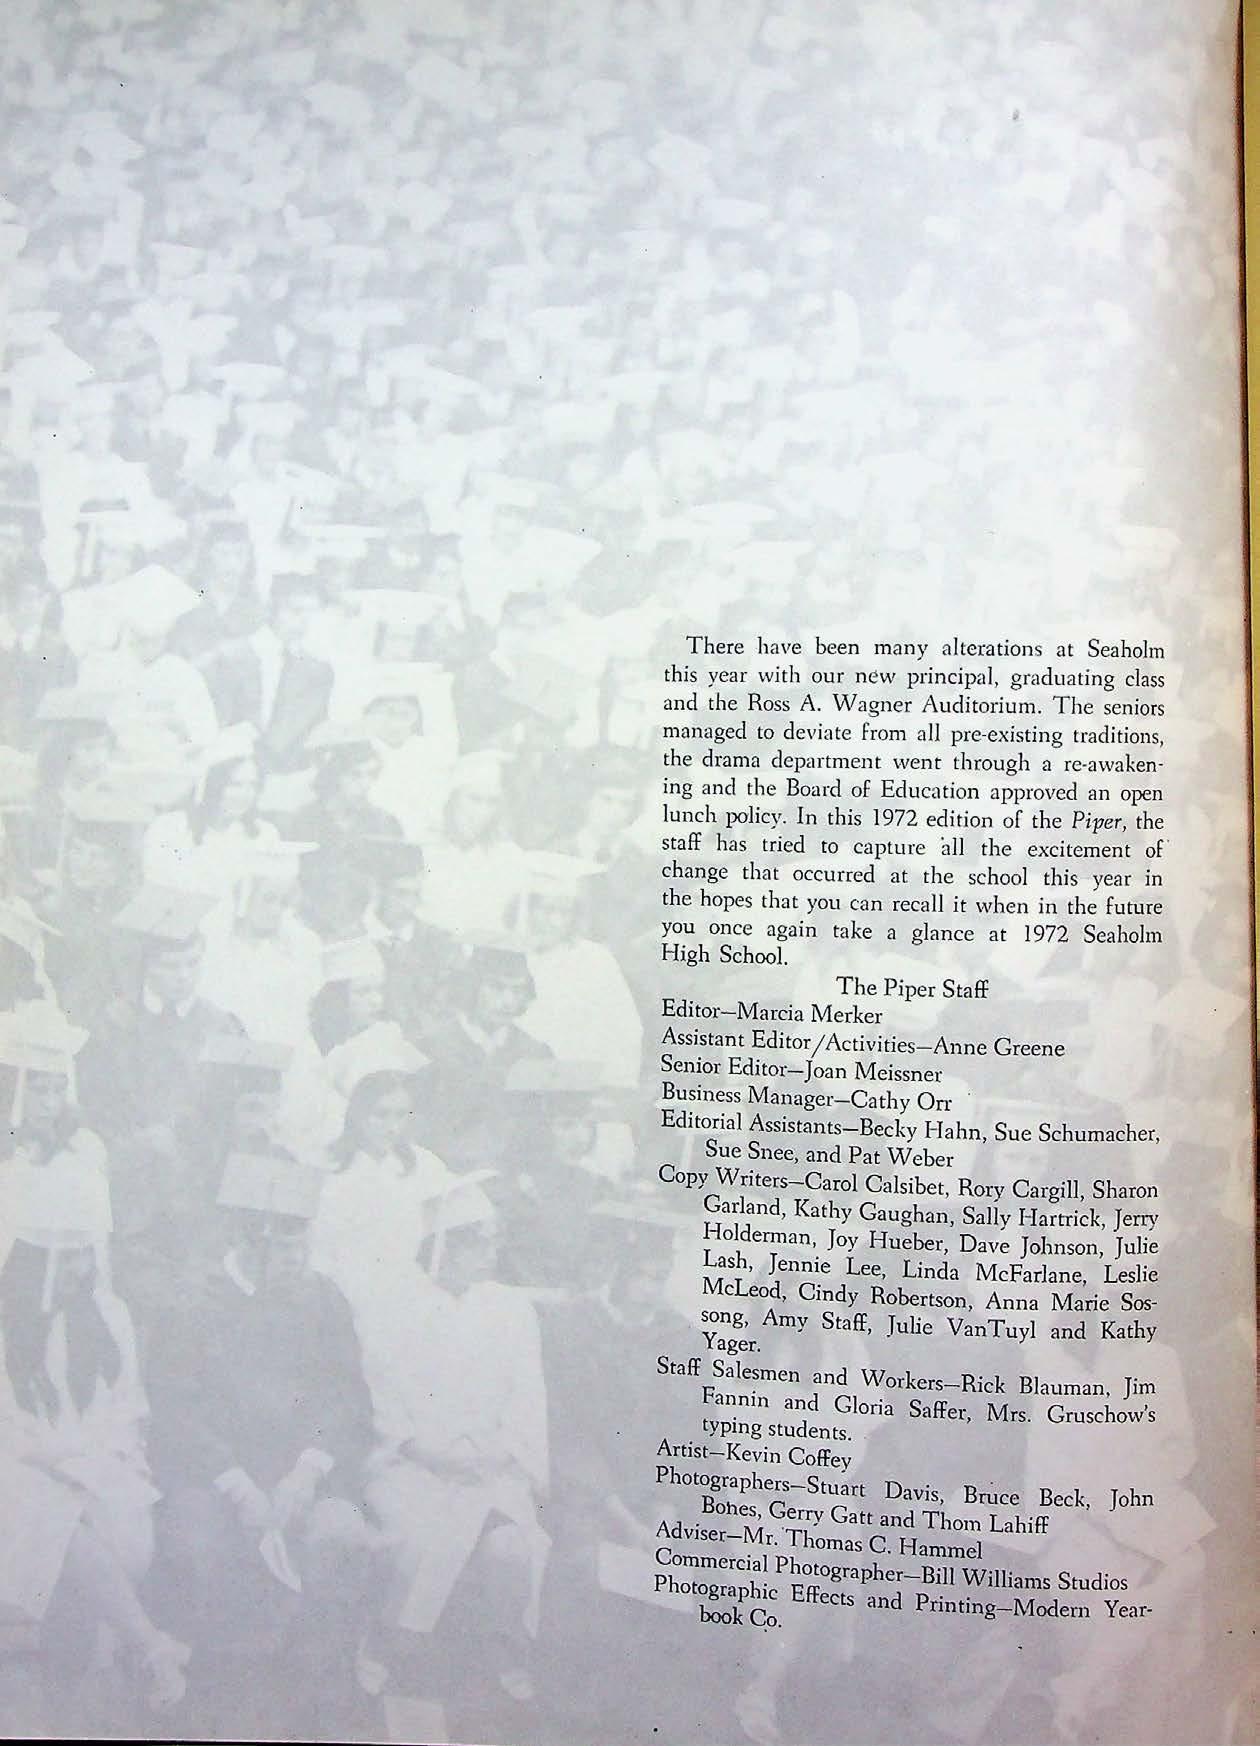 There have been many alterations at Seaholm
this year with our new principal, graduating class
and the Ross A. Wagner Auditorium. The seniors
managed to deviate from all pre-existing traditions,
the drama department went through a re-awaken-
ing and the Board of Education approved an open
lunch policy. In this 1972 edition of the Piper, the
staff has tried to capture all the excitement of
change that occurred at the school this year in
the hopes that you can recall it when in the future
you once again take a glance at 1972 Seaholm
High School.
The Piper Staff
Editor—Marcia Merker
Assistant Editor/Activities—Anne Greene
Senior Editor—Joan Meissner
Business Manager—Cathy Orr
Editorial Assistants—Becky Hahn, Sue Schumacher,
Sue Snee, and Pat Weber
Copy Writers—Carol Calsibet, Rory Cargill, Sharon
Garland, Kathy Gaughan, Sally Hartrick, Jerry
Holderman, Joy Hueber, Dave Johnson, Julie
Lash, Jennie Lee, Linda McFarlane, Leslie
McLeod, Cindy Robertson, Anna Marie Sos-
song, Amy Staff, Julie VanTuyl and Kathy
Yager.
Staff Salesmen and Workers—Rick Blauman, Jim
Fannin and Gloria Saffer, Mrs. Gruschow's
typing students.
Artist—Kevin Coffey
Photographers—Stuart Davis, Bruce Beck, John
Bohes, Gerry Gatt and Thom Lahiff
Adviser—Mr. Thomas C. Hammel
Commercial Photographer—Bill Williams Studios
Photographic Effects and Printing—Modern Year-
book Co.